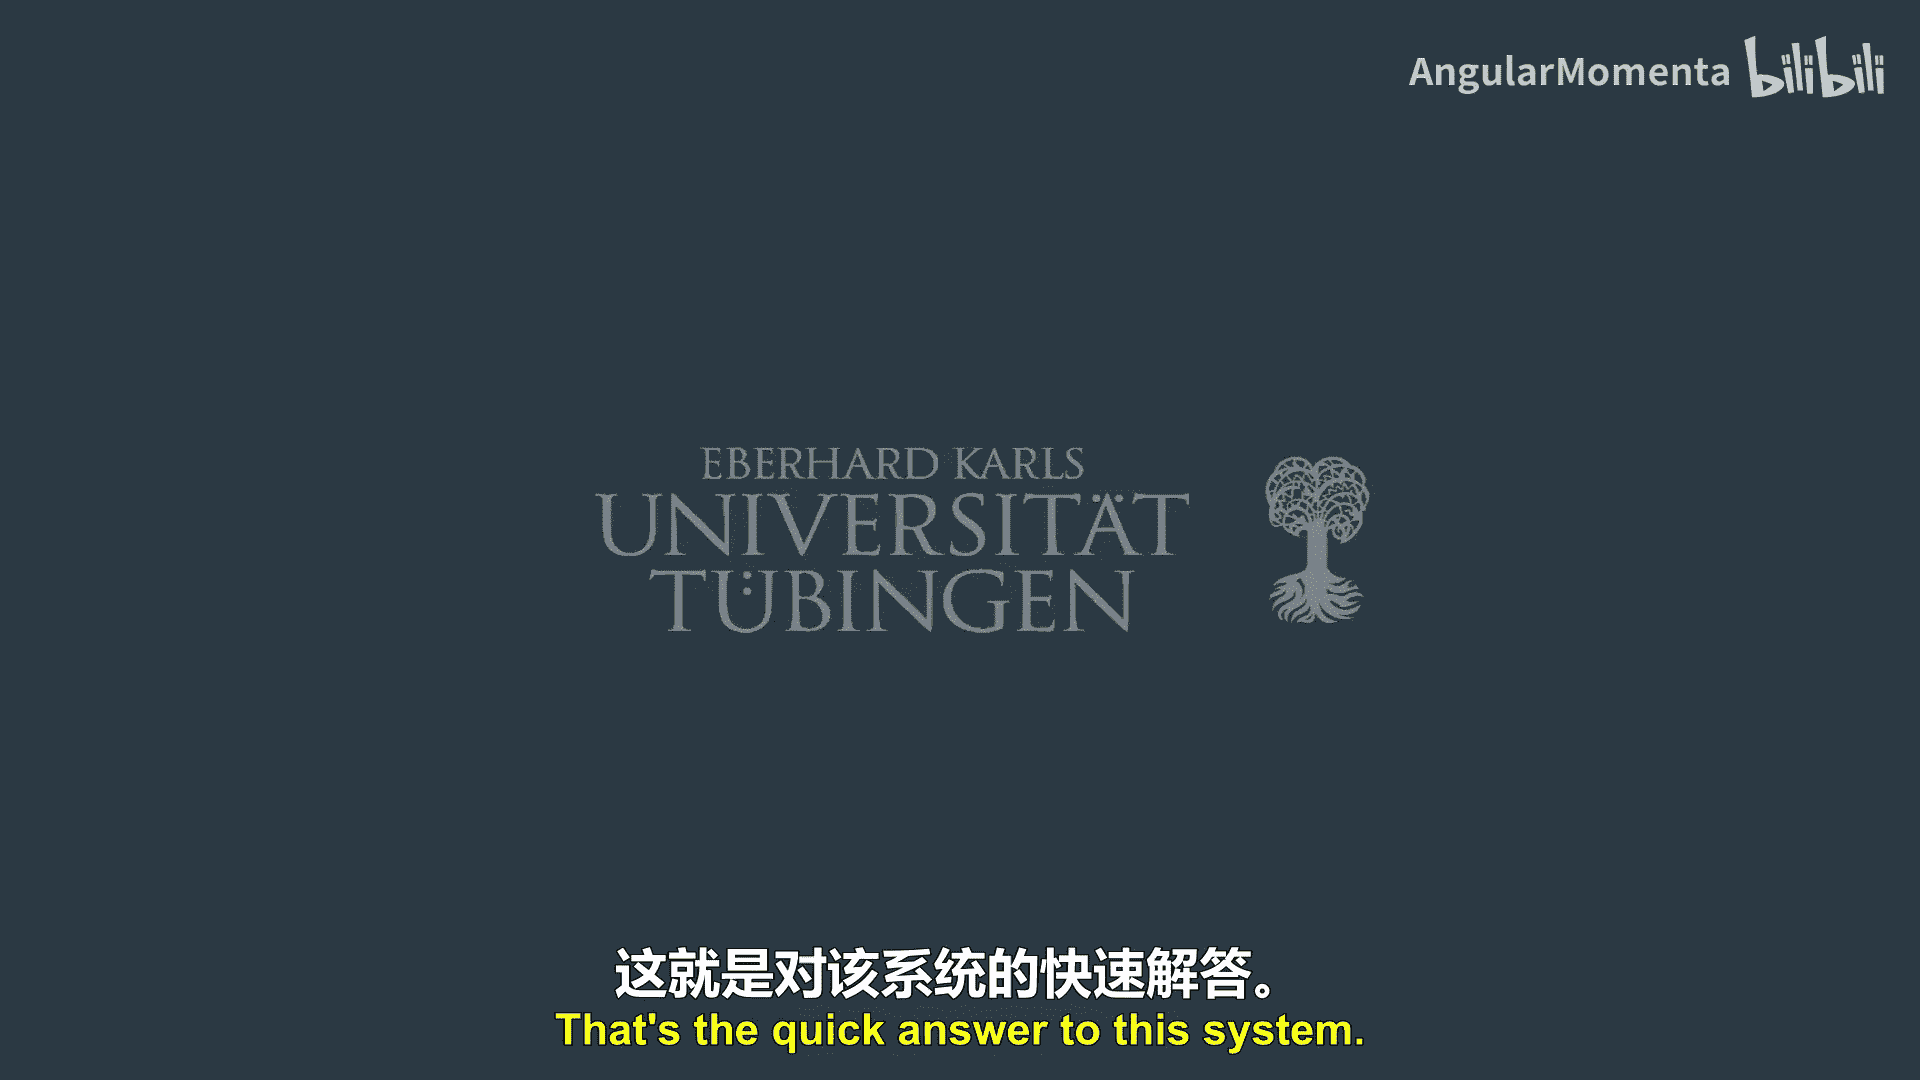 AngularMomenta bilibili
EBERHARD KARLS
UNIVERSITÄT
TÜBINGEN
这就是对该系统的快速解答。
That's the quick answer to this system.